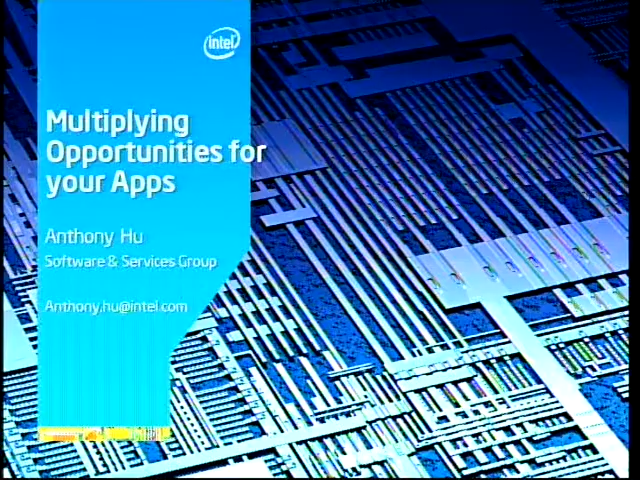 intel
Multiplying
Opportunities for
your Apps
Anthony Hu
Software & Services Group
Anthony.hu@intel.com